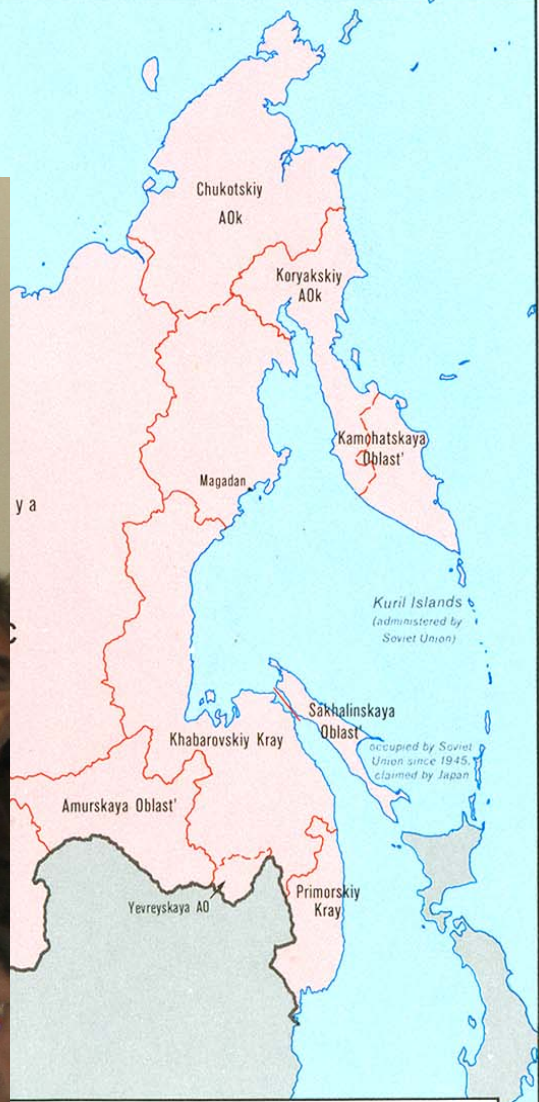 Chukotskiy
AOk
Koryakskiy
AOk
Kamchatskaya
Oblast'
Magadan
ya
Kuril Islands
(administered by
Soviet Union)
Sakhalinskaya
Oblast'
Khabarovskiy Kray
occupied by Soviet
Union since 1945,
claimed by Japan
Amurskaya Oblast'
Primorskiy
Kray
Yevreyskaya AO